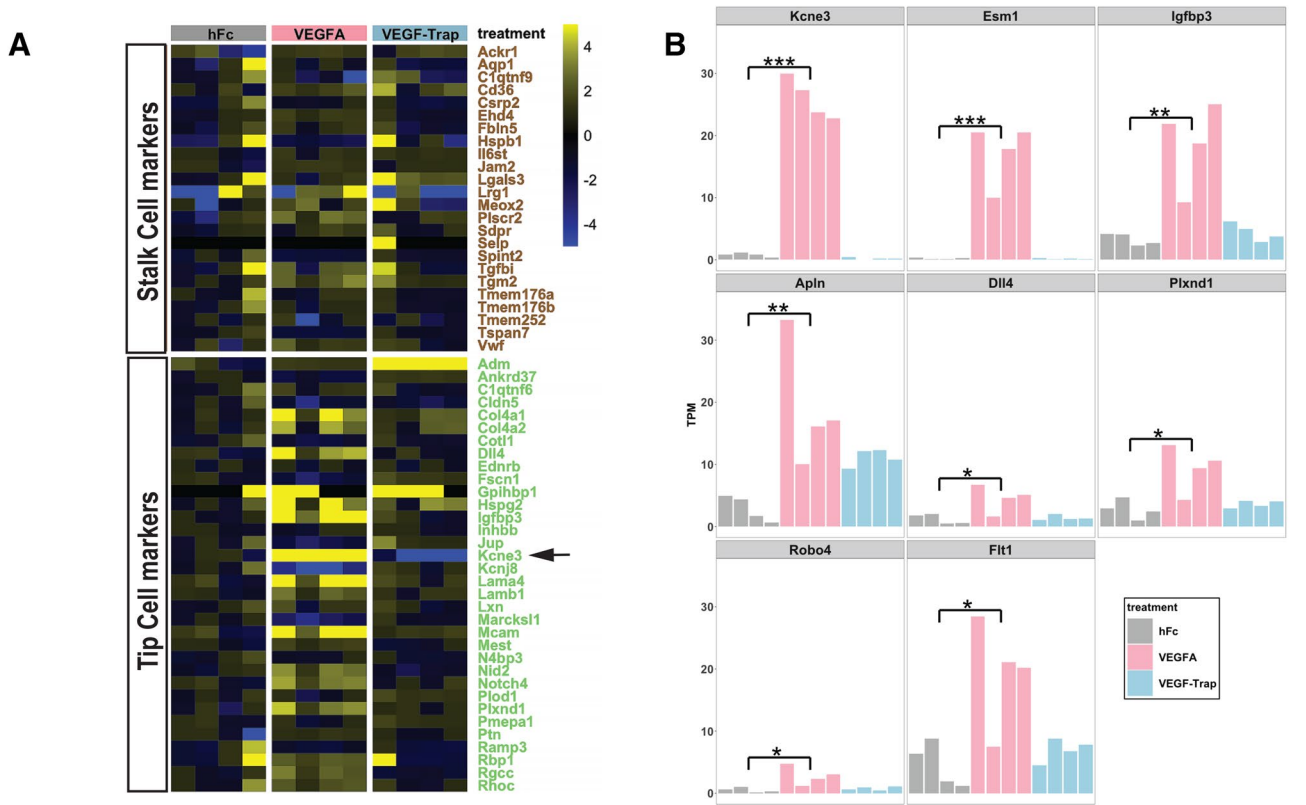 A
hFc VEGFA VEGF-Trap treatment
Stalk Cell markers
Ackr1
Aqp1
C1qtnf9
Cd36
Csrp2
Ehd4
Fbln5
Hspb1
Il6st
Jam2
Lgals3
Lrg1
Meox2
Plscr2
Sdpr
Selp
Spint2
Tgfbi
Tgm2
Tmem176a
Tmem176b
Tmem252
Tspan7
Vwf
Tip Cell markers
Adm
Ankrd37
C1qtnf6
Cldn5
Col4a1
Col4a2
Cotl1
Dll4
Ednrb
Fscn1
Gpihbp1
Hspg2
Igfbp3
Inhbb
Jup
Kcne3
Kcnj8
Lama4
Lamb1
Lxn
Marcksl1
Mcam
Mest
N4bp3
Nid2
Notch4
Plod1
Plxnd1
Pmepa1
Ptn
Ramp3
Rbp1
Rgcc
Rhoc
4
2
0
-2
-4
B
Kcne3 Esm1 Igfbp3
30
20
10
0
*** *** **
Apln Dll4 Plxnd1
TPM
30
20
10
0
** * *
Robo4 Flt1
30
20
10
0
* *
treatment
hFc
VEGFA
VEGF-Trap